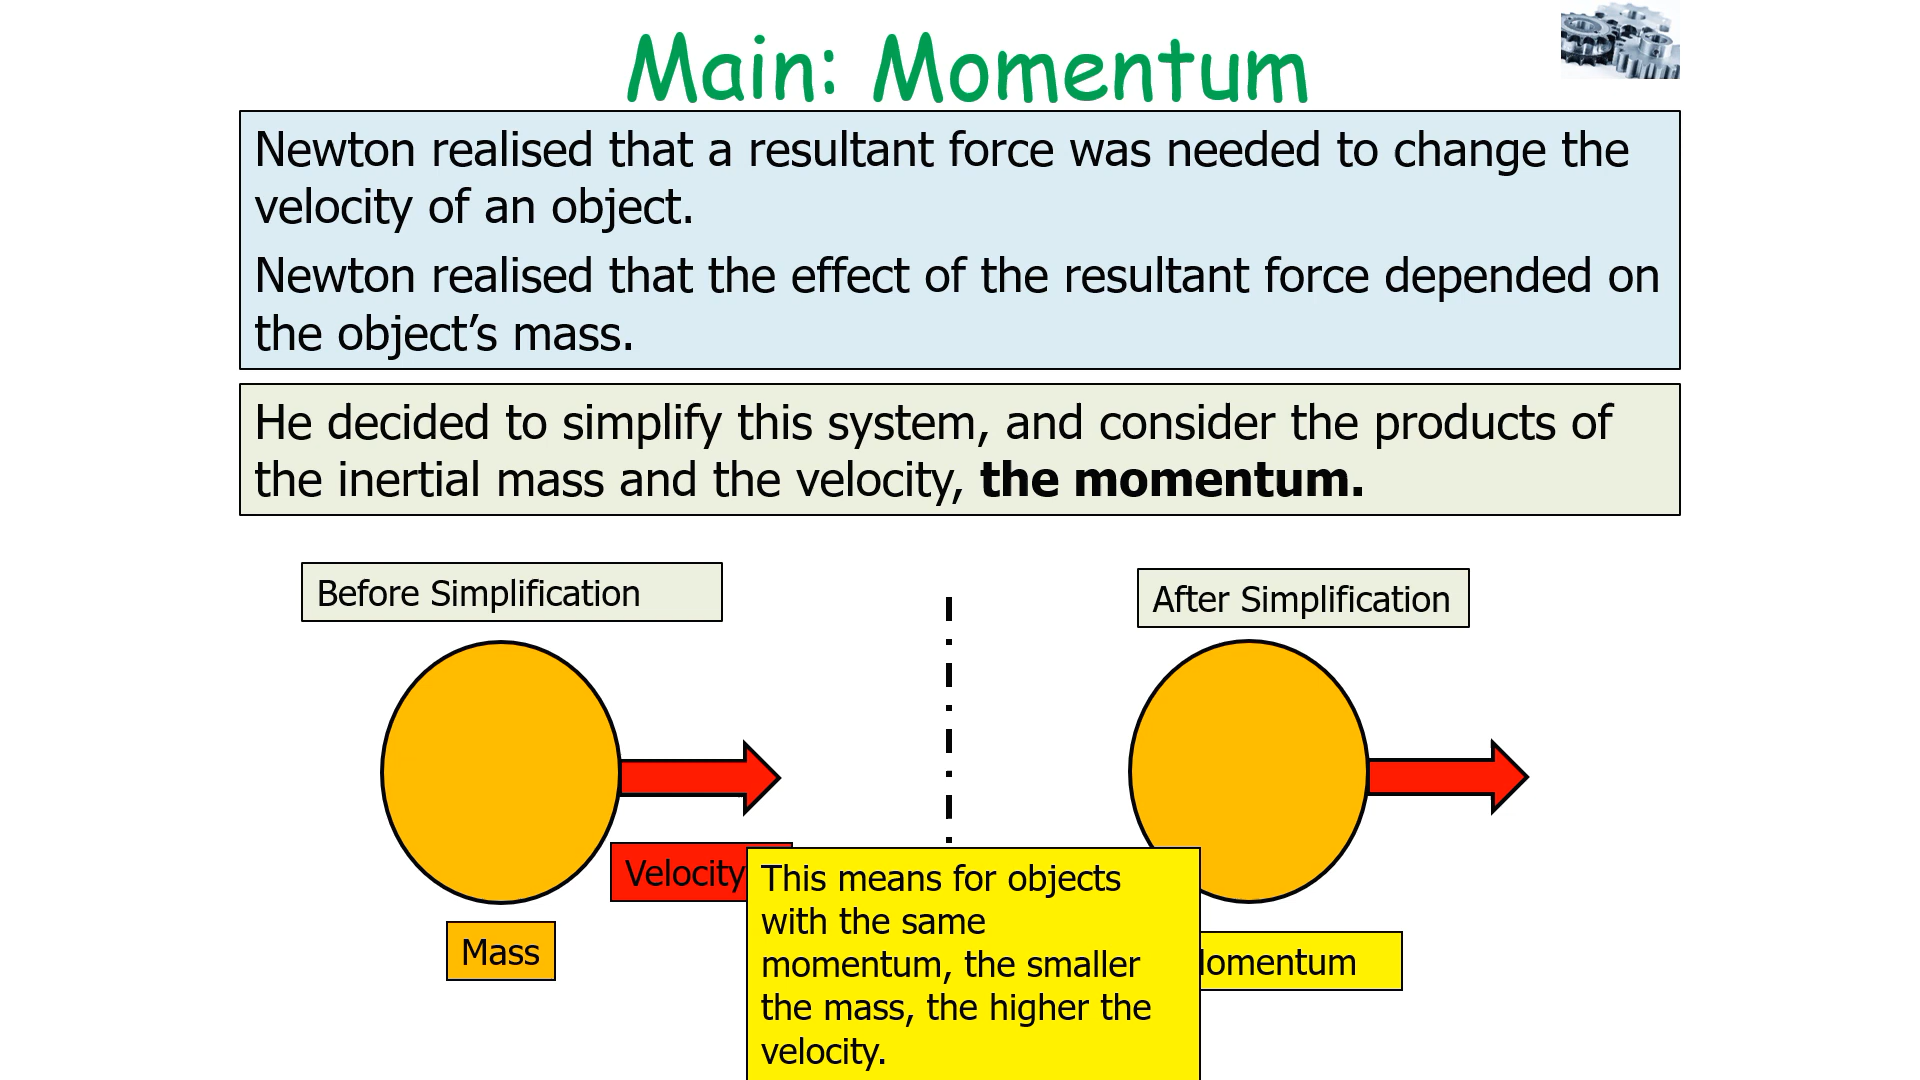 Main: Momentum
Newton realised that a resultant force was needed to change the
velocity of an object.
Newton realised that the effect of the resultant force depended on
the object’s mass.
He decided to simplify this system, and consider the products of
the inertial mass and the velocity, the momentum.
Before Simplification
After Simplification
Velocity
Mass
This means for objects
with the same
momentum, the smaller
the mass, the higher the
velocity.
omentum